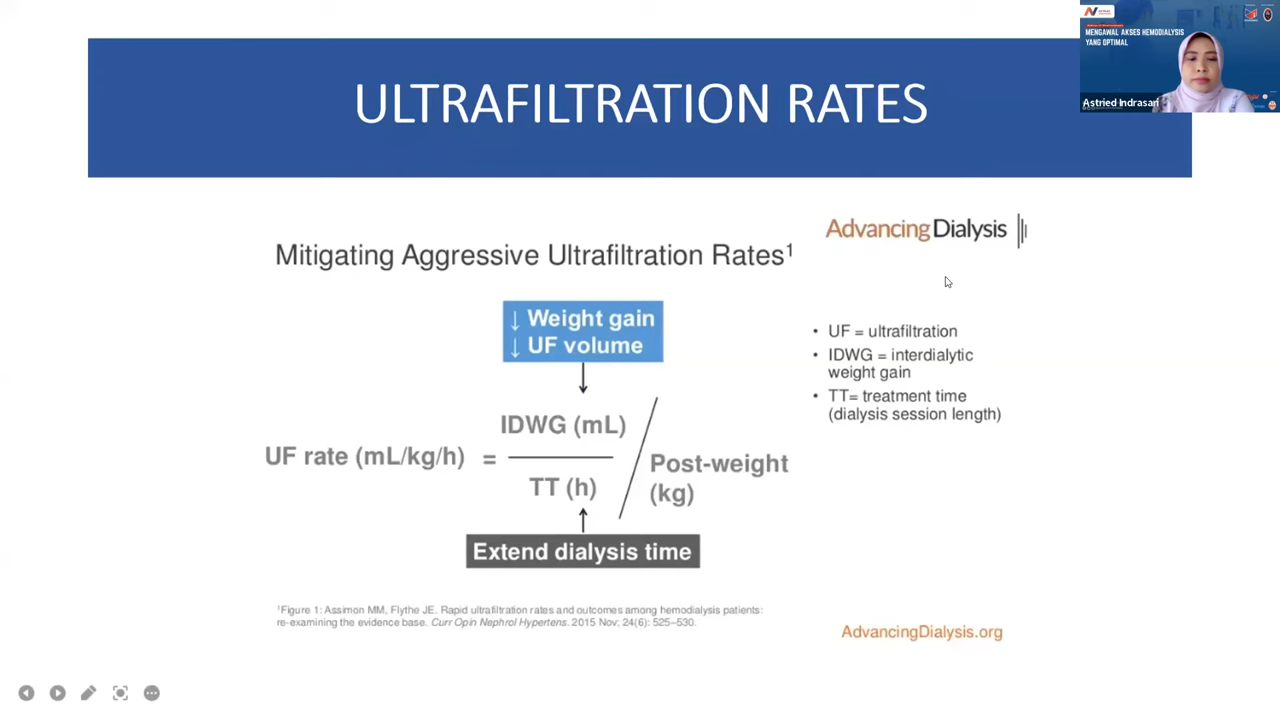 MENGAWAL AKSES HEMODIALYSIS
YANG OPTIMAL
Astried Indrasari
ULTRAFILTRATION RATES
AdvancingDialysis
Mitigating Aggressive Ultrafiltration Rates¹
↓ Weight gain
↓ UF volume
UF rate (mL/kg/h) =
IDWG (mL)
TT (h)
/
Post-weight
(kg)
Extend dialysis time
• UF = ultrafiltration
• IDWG = interdialytic
weight gain
• TT= treatment time
(dialysis session length)
¹Figure 1: Assimon MM, Flythe JE. Rapid ultrafiltration rates and outcomes among hemodialysis patients:
re-examining the evidence base. Curr Opin Nephrol Hypertens. 2015 Nov; 24(6): 525–530.
AdvancingDialysis.org